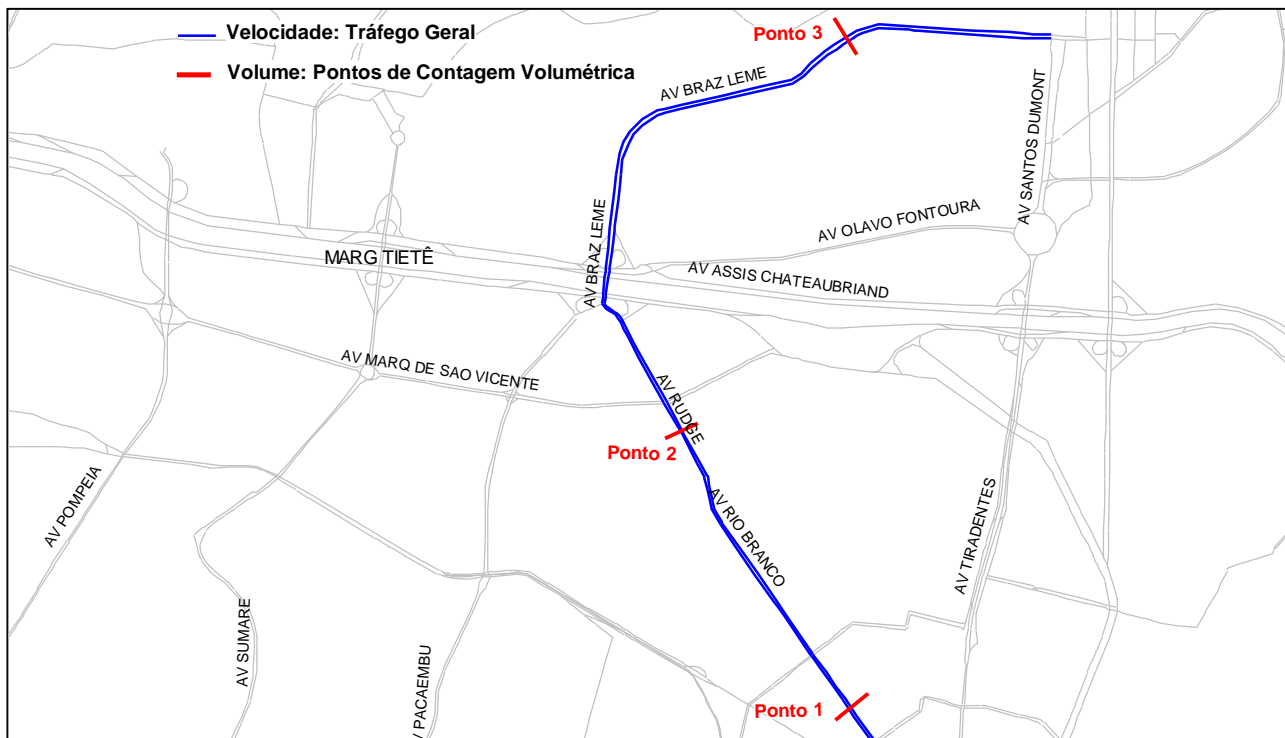 Velocidade: Tráfego Geral
Volume: Pontos de Contagem Volumétrica
Ponto 3
AV BRAZ LEME
AV SANTOS DUMONT
AV OLAVO FONTOURA
AV BRAZ LEME
MARG TIETÊ
AV ASSIS CHATEAUBRIAND
AV MARQ DE SAO VICENTE
AV RUDGE
Ponto 2
AV POMPEIA
AV RIO BRANCO
AV TIRADENTES
AV SUMARE
V PACAEMBU
Ponto 1